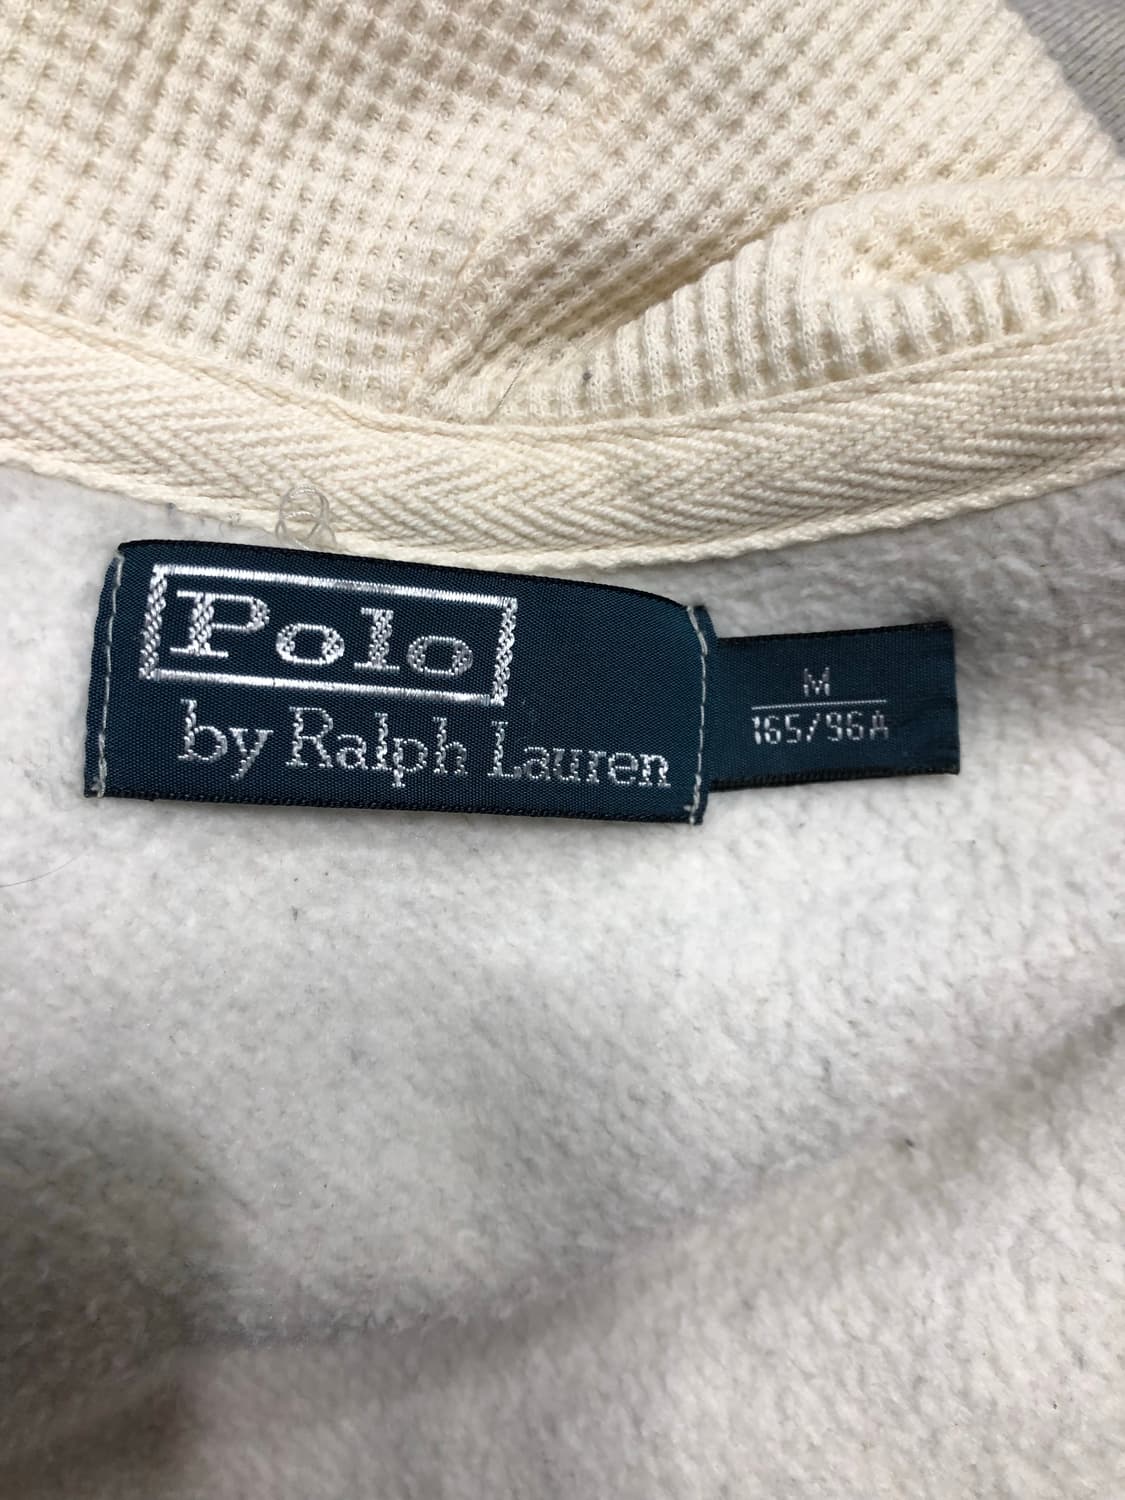 Polo
by Ralph Lauren
M
165/96A